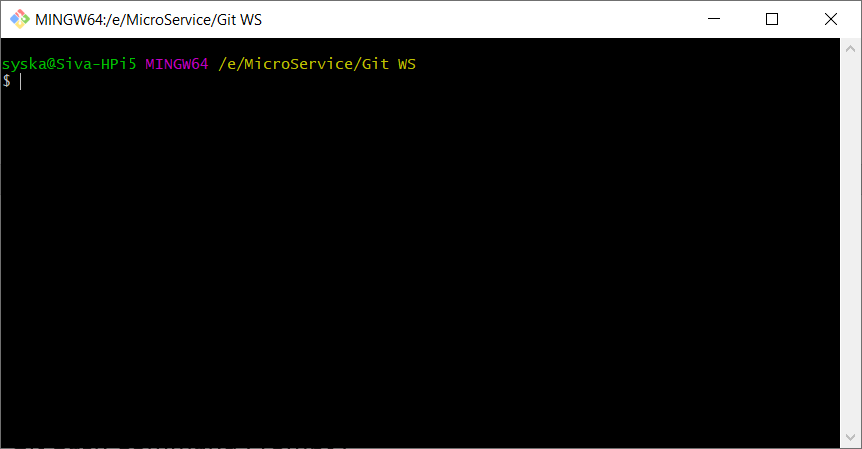 MINGW64:/e/MicroService/Git WS
syska@Siva-HPi5 MINGW64 /e/MicroService/Git WS
$